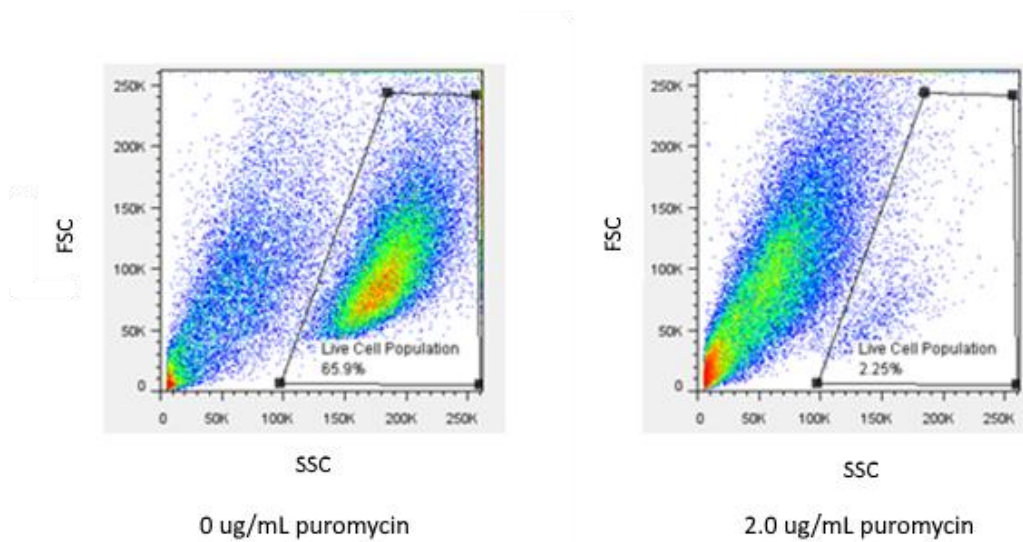 250K
200K
150K
100K
50K
0
FSC
Live Cell Population
65.9%
0 50K 100K 150K 200K 250K
SSC
0 ug/mL puromycin
250K
200K
150K
100K
50K
0
FSC
Live Cell Population
2.25%
0 50K 100K 150K 200K 250K
SSC
2.0 ug/mL puromycin